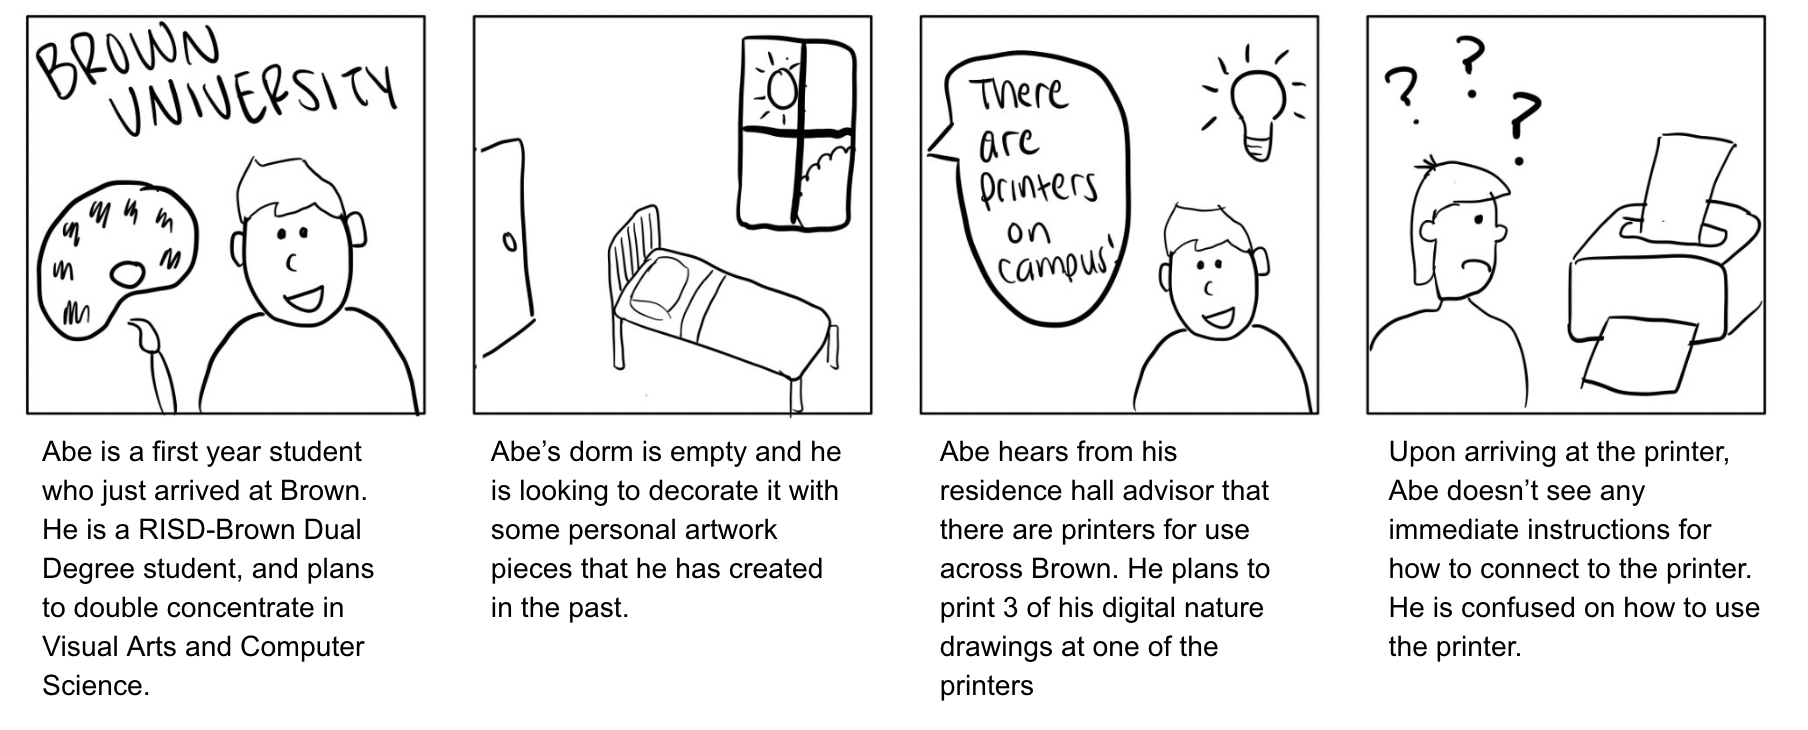 BROWN
UNIVERSITY
There
are
printers
on
campus!
? ? ?
Abe is a first year student
who just arrived at Brown.
He is a RISD-Brown Dual
Degree student, and plans
to double concentrate in
Visual Arts and Computer
Science.
Abe’s dorm is empty and he
is looking to decorate it with
some personal artwork
pieces that he has created
in the past.
Abe hears from his
residence hall advisor that
there are printers for use
across Brown. He plans to
print 3 of his digital nature
drawings at one of the
printers
Upon arriving at the printer,
Abe doesn’t see any
immediate instructions for
how to connect to the printer.
He is confused on how to use
the printer.